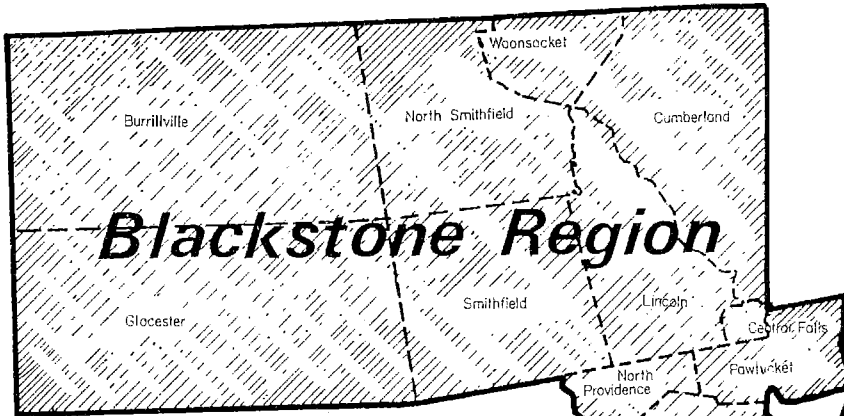 Woonsocket
Burrillville
North Smithfield
Cumberland
Blackstone Region
Glocester
Smithfield
Lincoln
Central Falls
North
Providence
Pawtucket